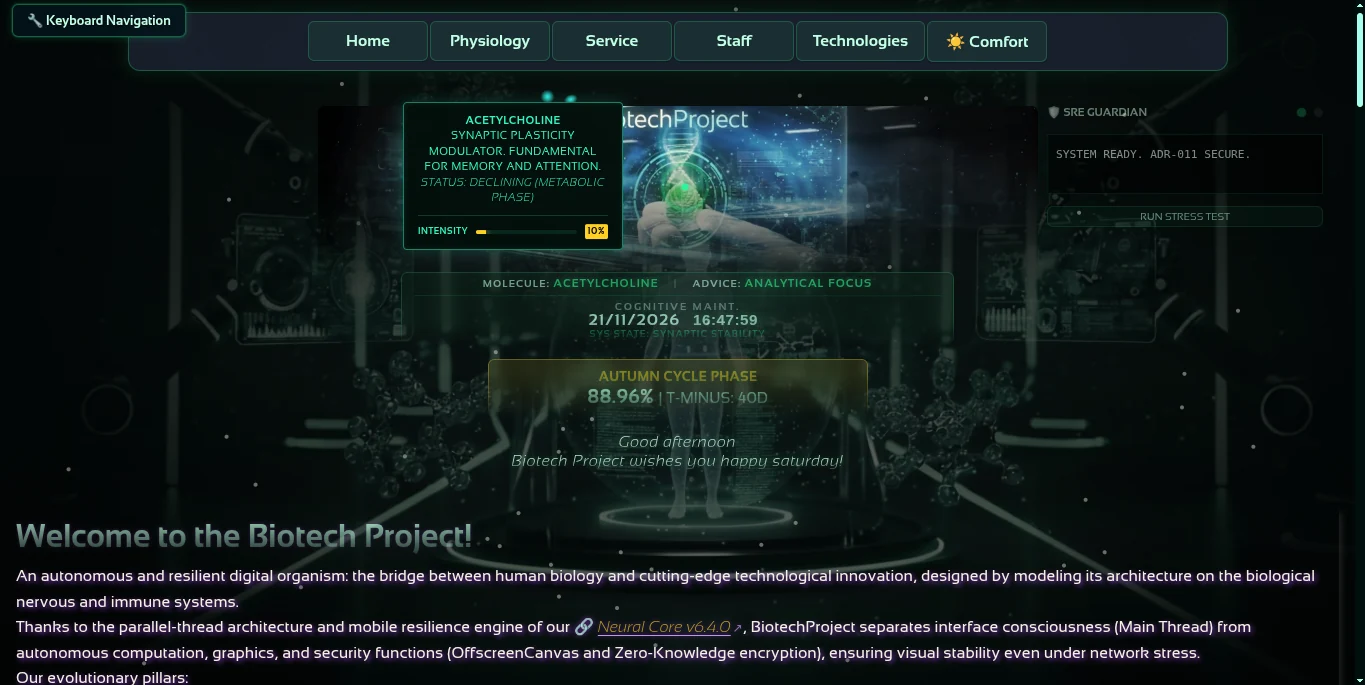 🔧 Keyboard Navigation
Home
Physiology
Service
Staff
Technologies
☀️ Comfort
otechProject
ACETYLCHOLINE
SYNAPTIC PLASTICITY
MODULATOR. FUNDAMENTAL
FOR MEMORY AND ATTENTION.
STATUS: DECLINING (METABOLIC
PHASE)
INTENSITY 10%
🛡️ SRE GUARDIAN
SYSTEM READY. ADR-011 SECURE.
RUN STRESS TEST
MOLECULE: ACETYLCHOLINE | ADVICE: ANALYTICAL FOCUS
COGNITIVE MAINT.
21/11/2026 16:47:59
SYS STATE: SYNAPTIC STABILITY
AUTUMN CYCLE PHASE
88.96% | T-MINUS: 40D
Good afternoon
Biotech Project wishes you happy saturday!
Welcome to the Biotech Project!
An autonomous and resilient digital organism: the bridge between human biology and cutting-edge technological innovation, designed by modeling its architecture on the biological
nervous and immune systems.
Thanks to the parallel-thread architecture and mobile resilience engine of our 🔗 Neural Core v6.4.0 ↗, BiotechProject separates interface consciousness (Main Thread) from
autonomous computation, graphics, and security functions (OffscreenCanvas and Zero-Knowledge encryption), ensuring visual stability even under network stress.
Our evolutionary pillars: